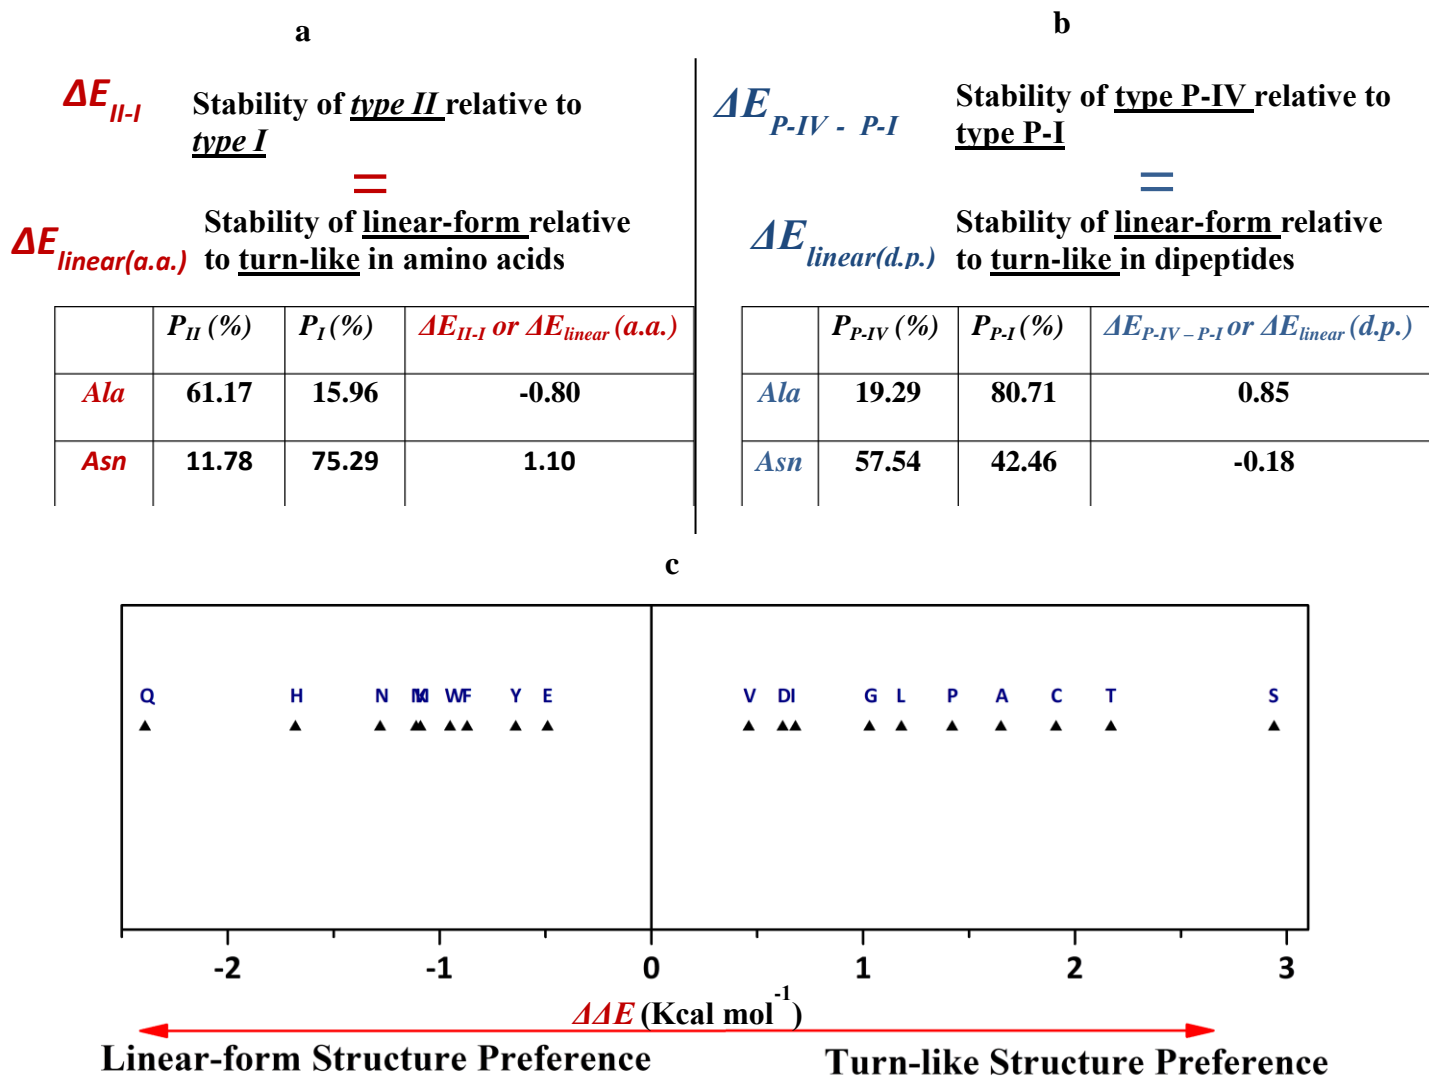 a
ΔE_II-I Stability of type II relative to
type I
=
ΔE_linear(a.a.) Stability of linear-form relative
to turn-like in amino acids
P_II (%) P_I (%) ΔE_II-I or ΔE_linear (a.a.)
Ala 61.17 15.96 -0.80
Asn 11.78 75.29 1.10
b
ΔE_P-IV - P-I Stability of type P-IV relative to
type P-I
=
ΔE_linear(d.p.) Stability of linear-form relative
to turn-like in dipeptides
P_P-IV (%) P_P-I (%) ΔE_P-IV – P-I or ΔE_linear (d.p.)
Ala 19.29 80.71 0.85
Asn 57.54 42.46 -0.18
c
Q H N W F Y E V D I G L P A C T S
-2 -1 0 1 2 3
ΔΔE (Kcal mol-1)
Linear-form Structure Preference Turn-like Structure Preference